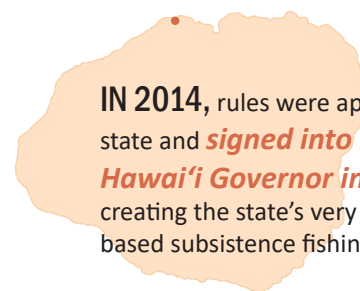 IN 2014, rules were ap
state and signed into
Hawaiʻi Governor in
creating the state’s very
based subsistence fishin